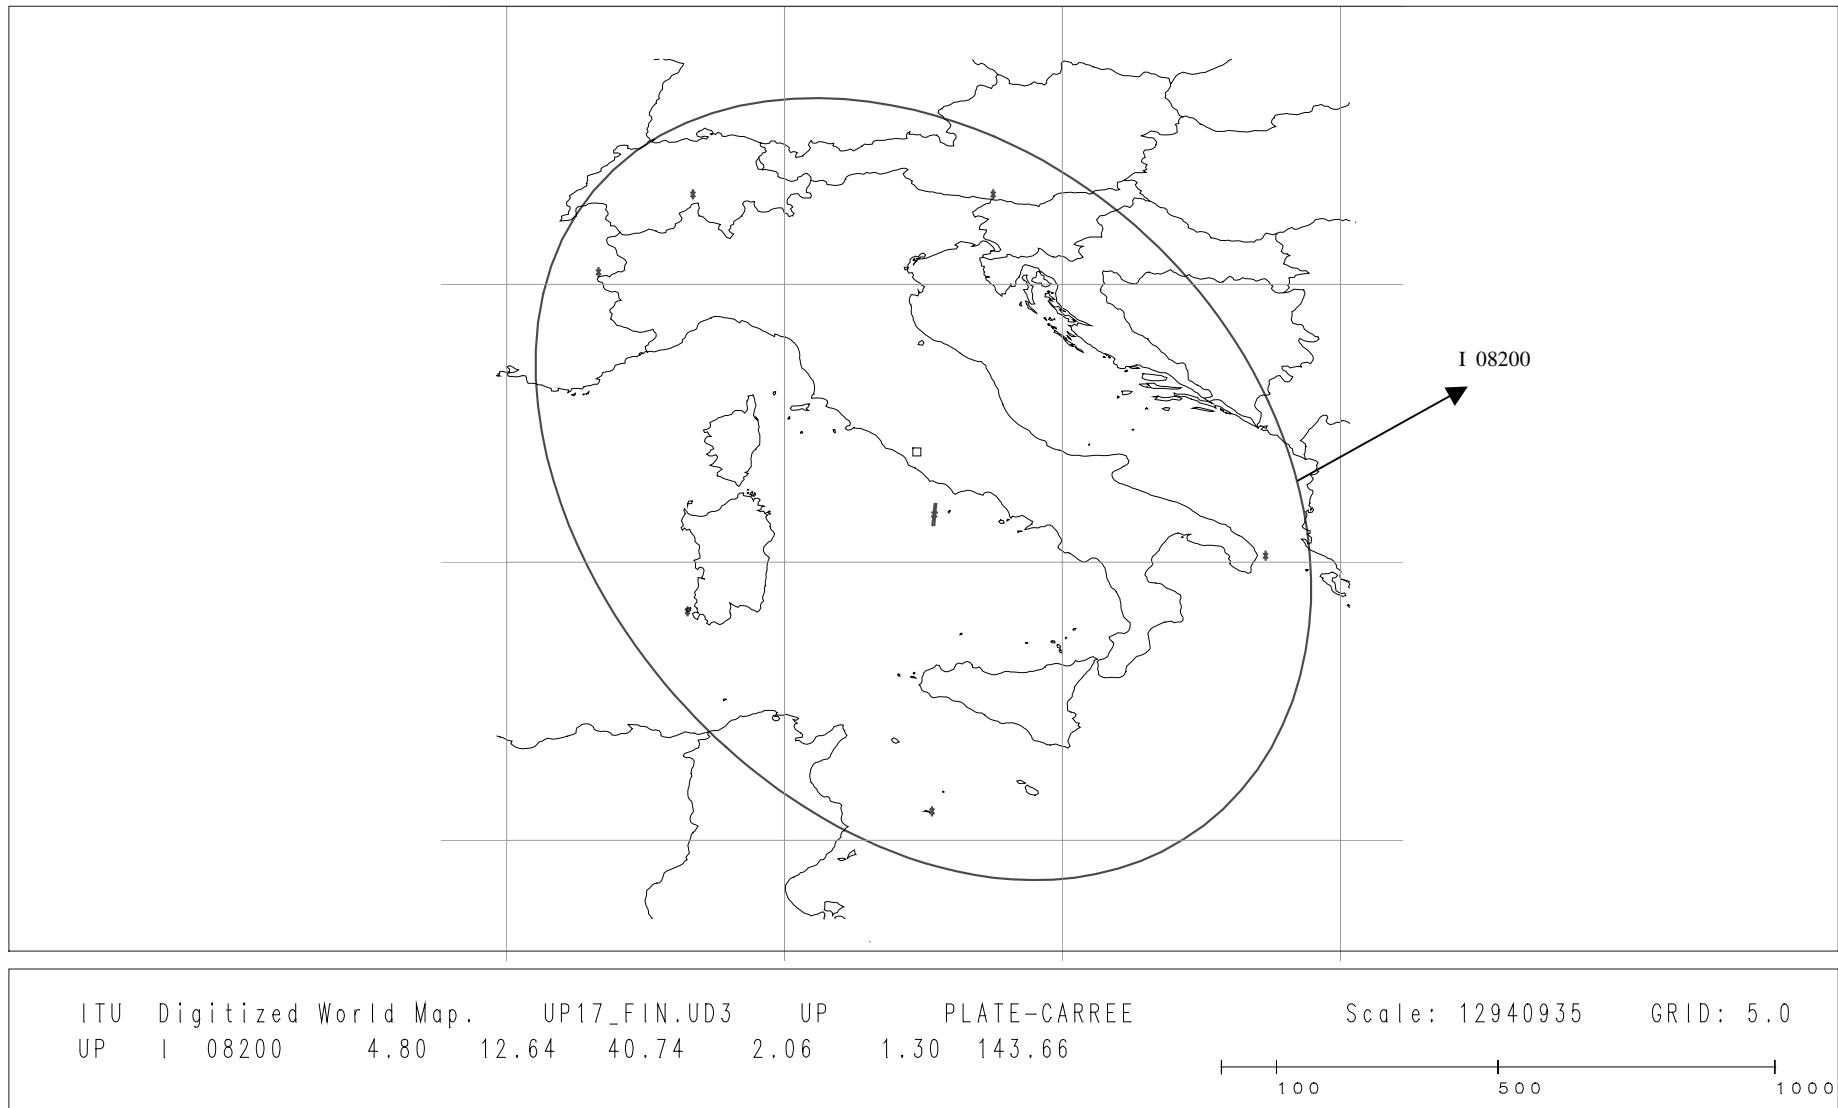 I 08200
ITU Digitized World Map. UP17_FIN.UD3 UP PLATE-CARREE Scale: 12940935 GRID: 5.0
UP I 08200 4.80 12.64 40.74 2.06 1.30 143.66
100 500 1000